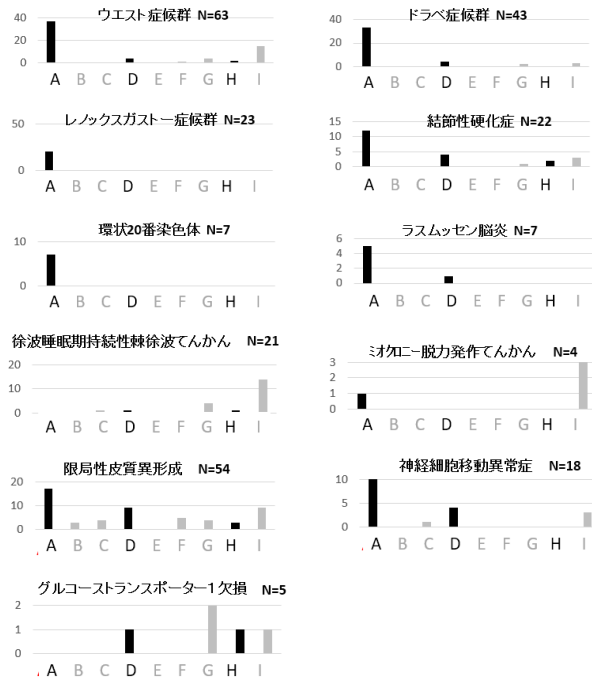 ウエスト症候群 N=63
40
20
0
A B C D E F G H I
ドラベ症候群 N=43
40
20
0
A B C D E F G H I
レノックスガストー症候群 N=23
50
0
A B C D E F G H I
結節性硬化症 N=22
15
10
5
0
A B C D E F G H I
環状20番染色体 N=7
10
0
A B C D E F G H I
ラスムッセン脳炎 N=7
6
4
2
0
A B C D E F G H I
徐波睡眠期持続性棘徐波てんかん N=21
20
10
0
A B C D E F G H I
ミオクロニー脱力発作てんかん N=4
3
2
1
0
A B C D E F G H I
限局性皮質異形成 N=54
20
10
0
A B C D E F G H I
神経細胞移動異常症 N=18
10
5
0
A B C D E F G H I
グルコーストランスポーター1欠損 N=5
2
1
0
A B C D E F G H I